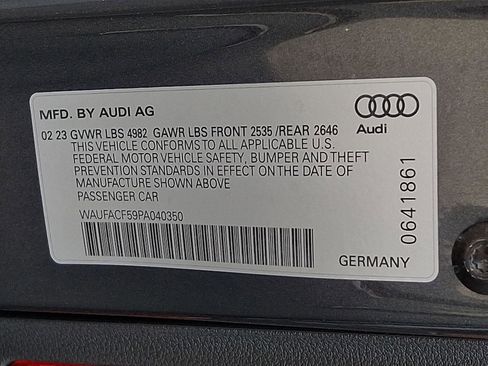 MFD. BY AUDI AG
02 23 GVWR LBS 4982 GAWR LBS FRONT 2535 /REAR 2646
THIS VEHICLE CONFORMS TO ALL APPLICABLE U.S.
FEDERAL MOTOR VEHICLE SAFETY, BUMPER AND THEFT
PREVENTION STANDARDS IN EFFECT ON THE DATE OF
MANUFACTURE SHOWN ABOVE
PASSENGER CAR
WAUFACF59PA040350
Audi
0641861
GERMANY